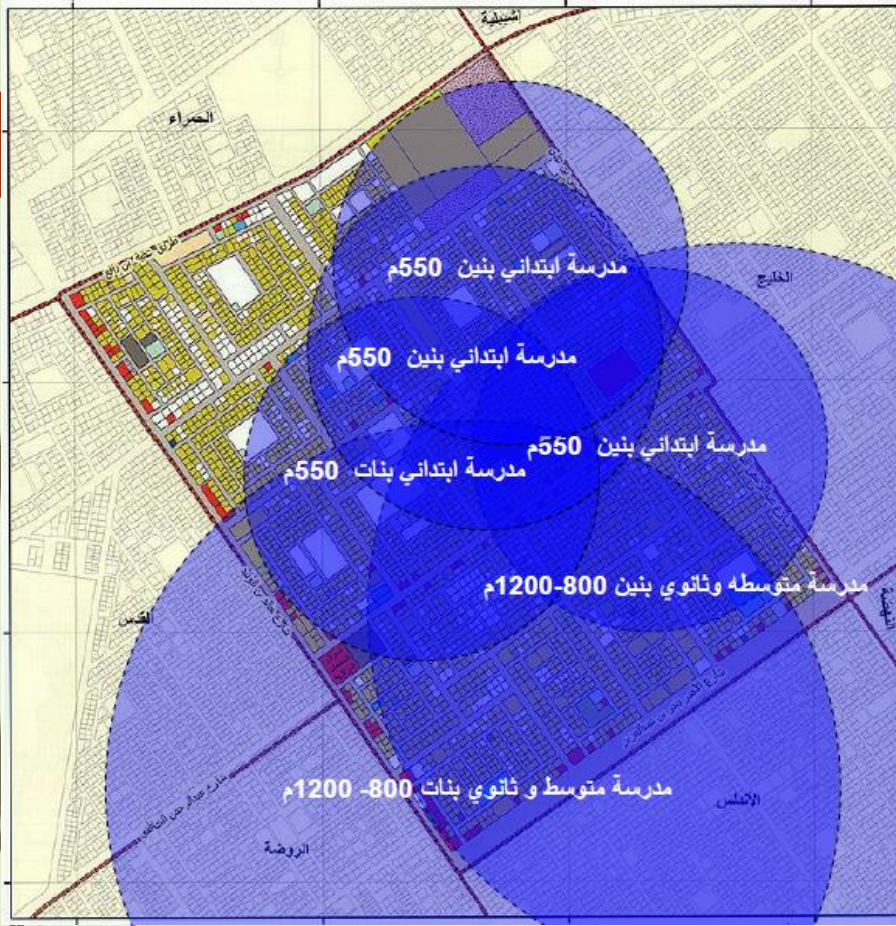 إشبيلية
الحمراء
الخليج
مدرسة ابتدائي بنين 550م
مدرسة ابتدائي بنين 550م
مدرسة ابتدائي بنين 550م
مدرسة ابتدائي بنات 550م
مدرسة متوسطه وثانوي بنين 800-1200م
القدس
النهضة
مدرسة متوسط و ثانوي بنات 800- 1200م
الأندلس
الروضة